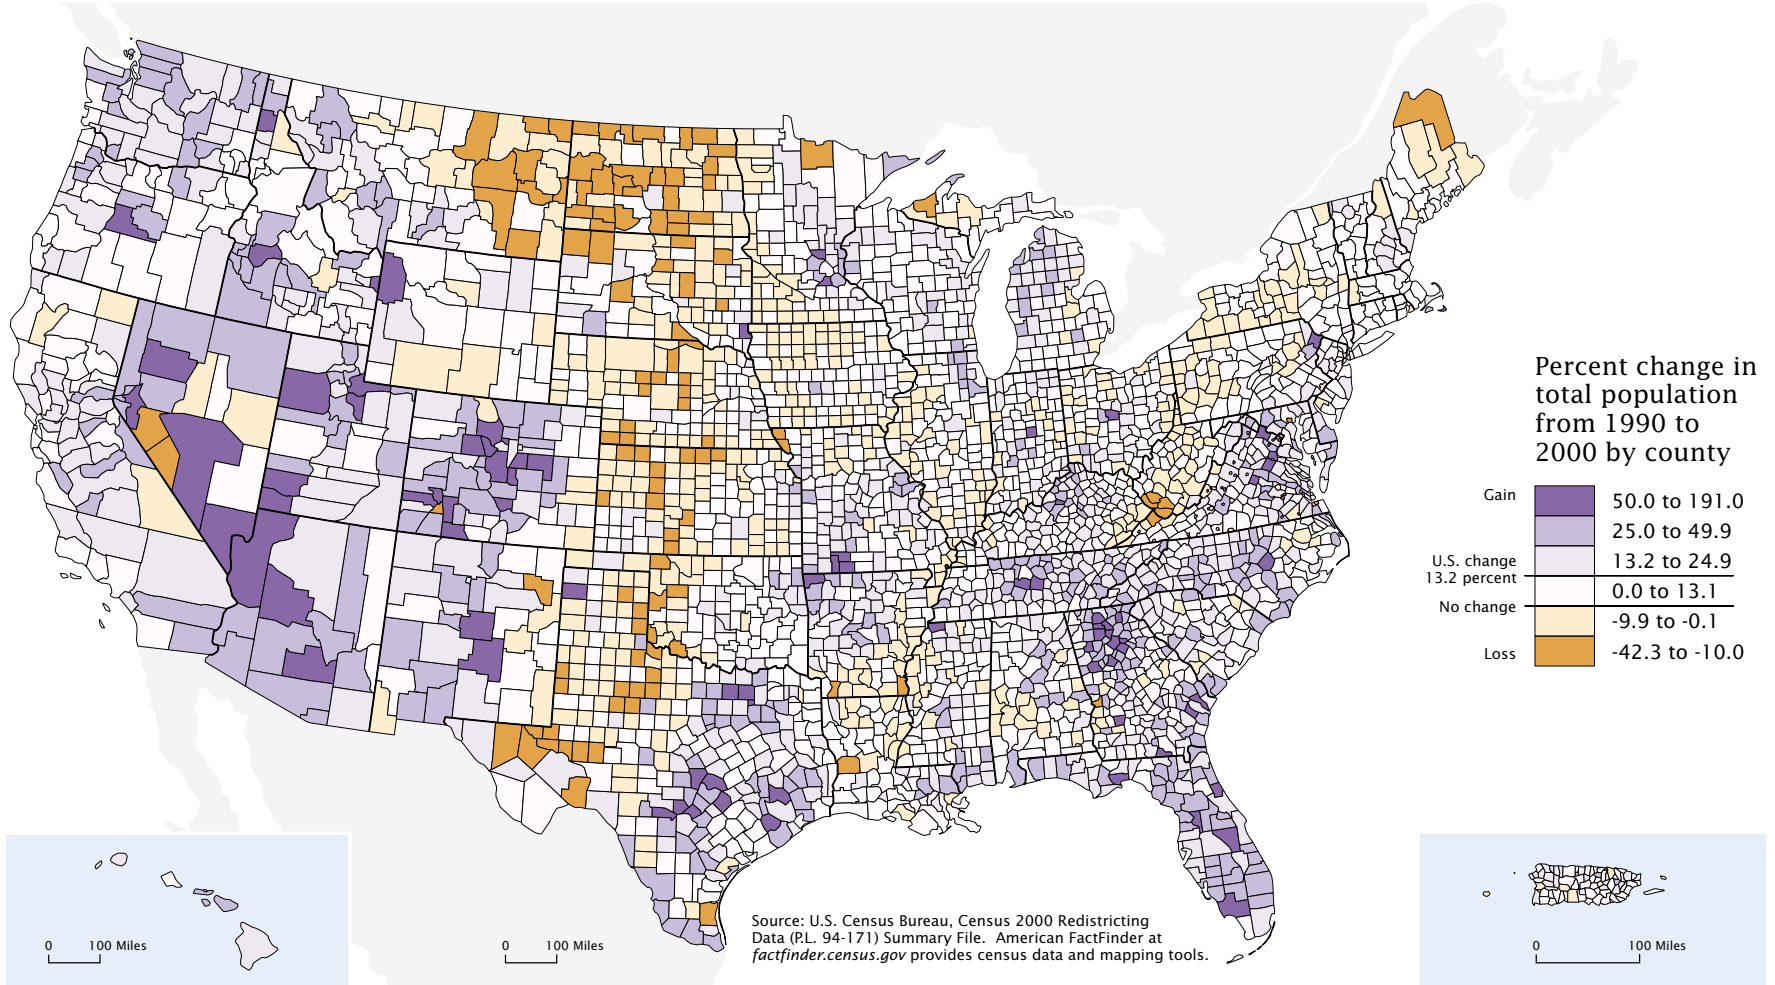 Percent change in
total population
from 1990 to
2000 by county
Gain
50.0 to 191.0
25.0 to 49.9
U.S. change
13.2 percent
13.2 to 24.9
0.0 to 13.1
No change
-9.9 to -0.1
Loss
-42.3 to -10.0
0 100 Miles
0 100 Miles
Source: U.S. Census Bureau, Census 2000 Redistricting
Data (P.L. 94-171) Summary File. American FactFinder at
factfinder.census.gov provides census data and mapping tools.
0 100 Miles